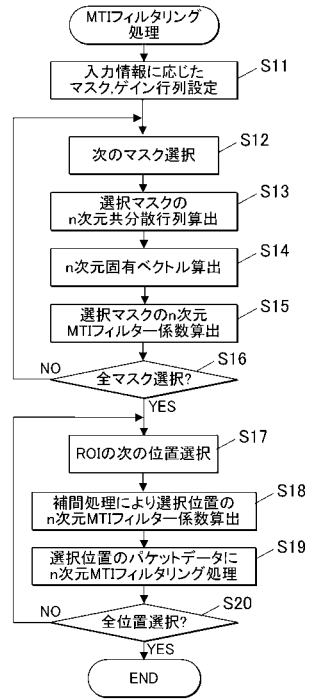 MTIフィルタリング
処理
S11
入力情報に応じた
マスク,ゲイン行列設定
S12
次のマスク選択
S13
選択マスクの
n次元共分散行列算出
S14
n次元固有ベクトル算出
S15
選択マスクのn次元
MTIフィルター係数算出
S16
NO
全マスク選択?
YES
S17
ROIの次の位置選択
S18
補間処理により選択位置の
n次元MTIフィルター係数算出
S19
選択位置のパケットデータに
n次元MTIフィルタリング処理
S20
NO
全位置選択?
YES
END